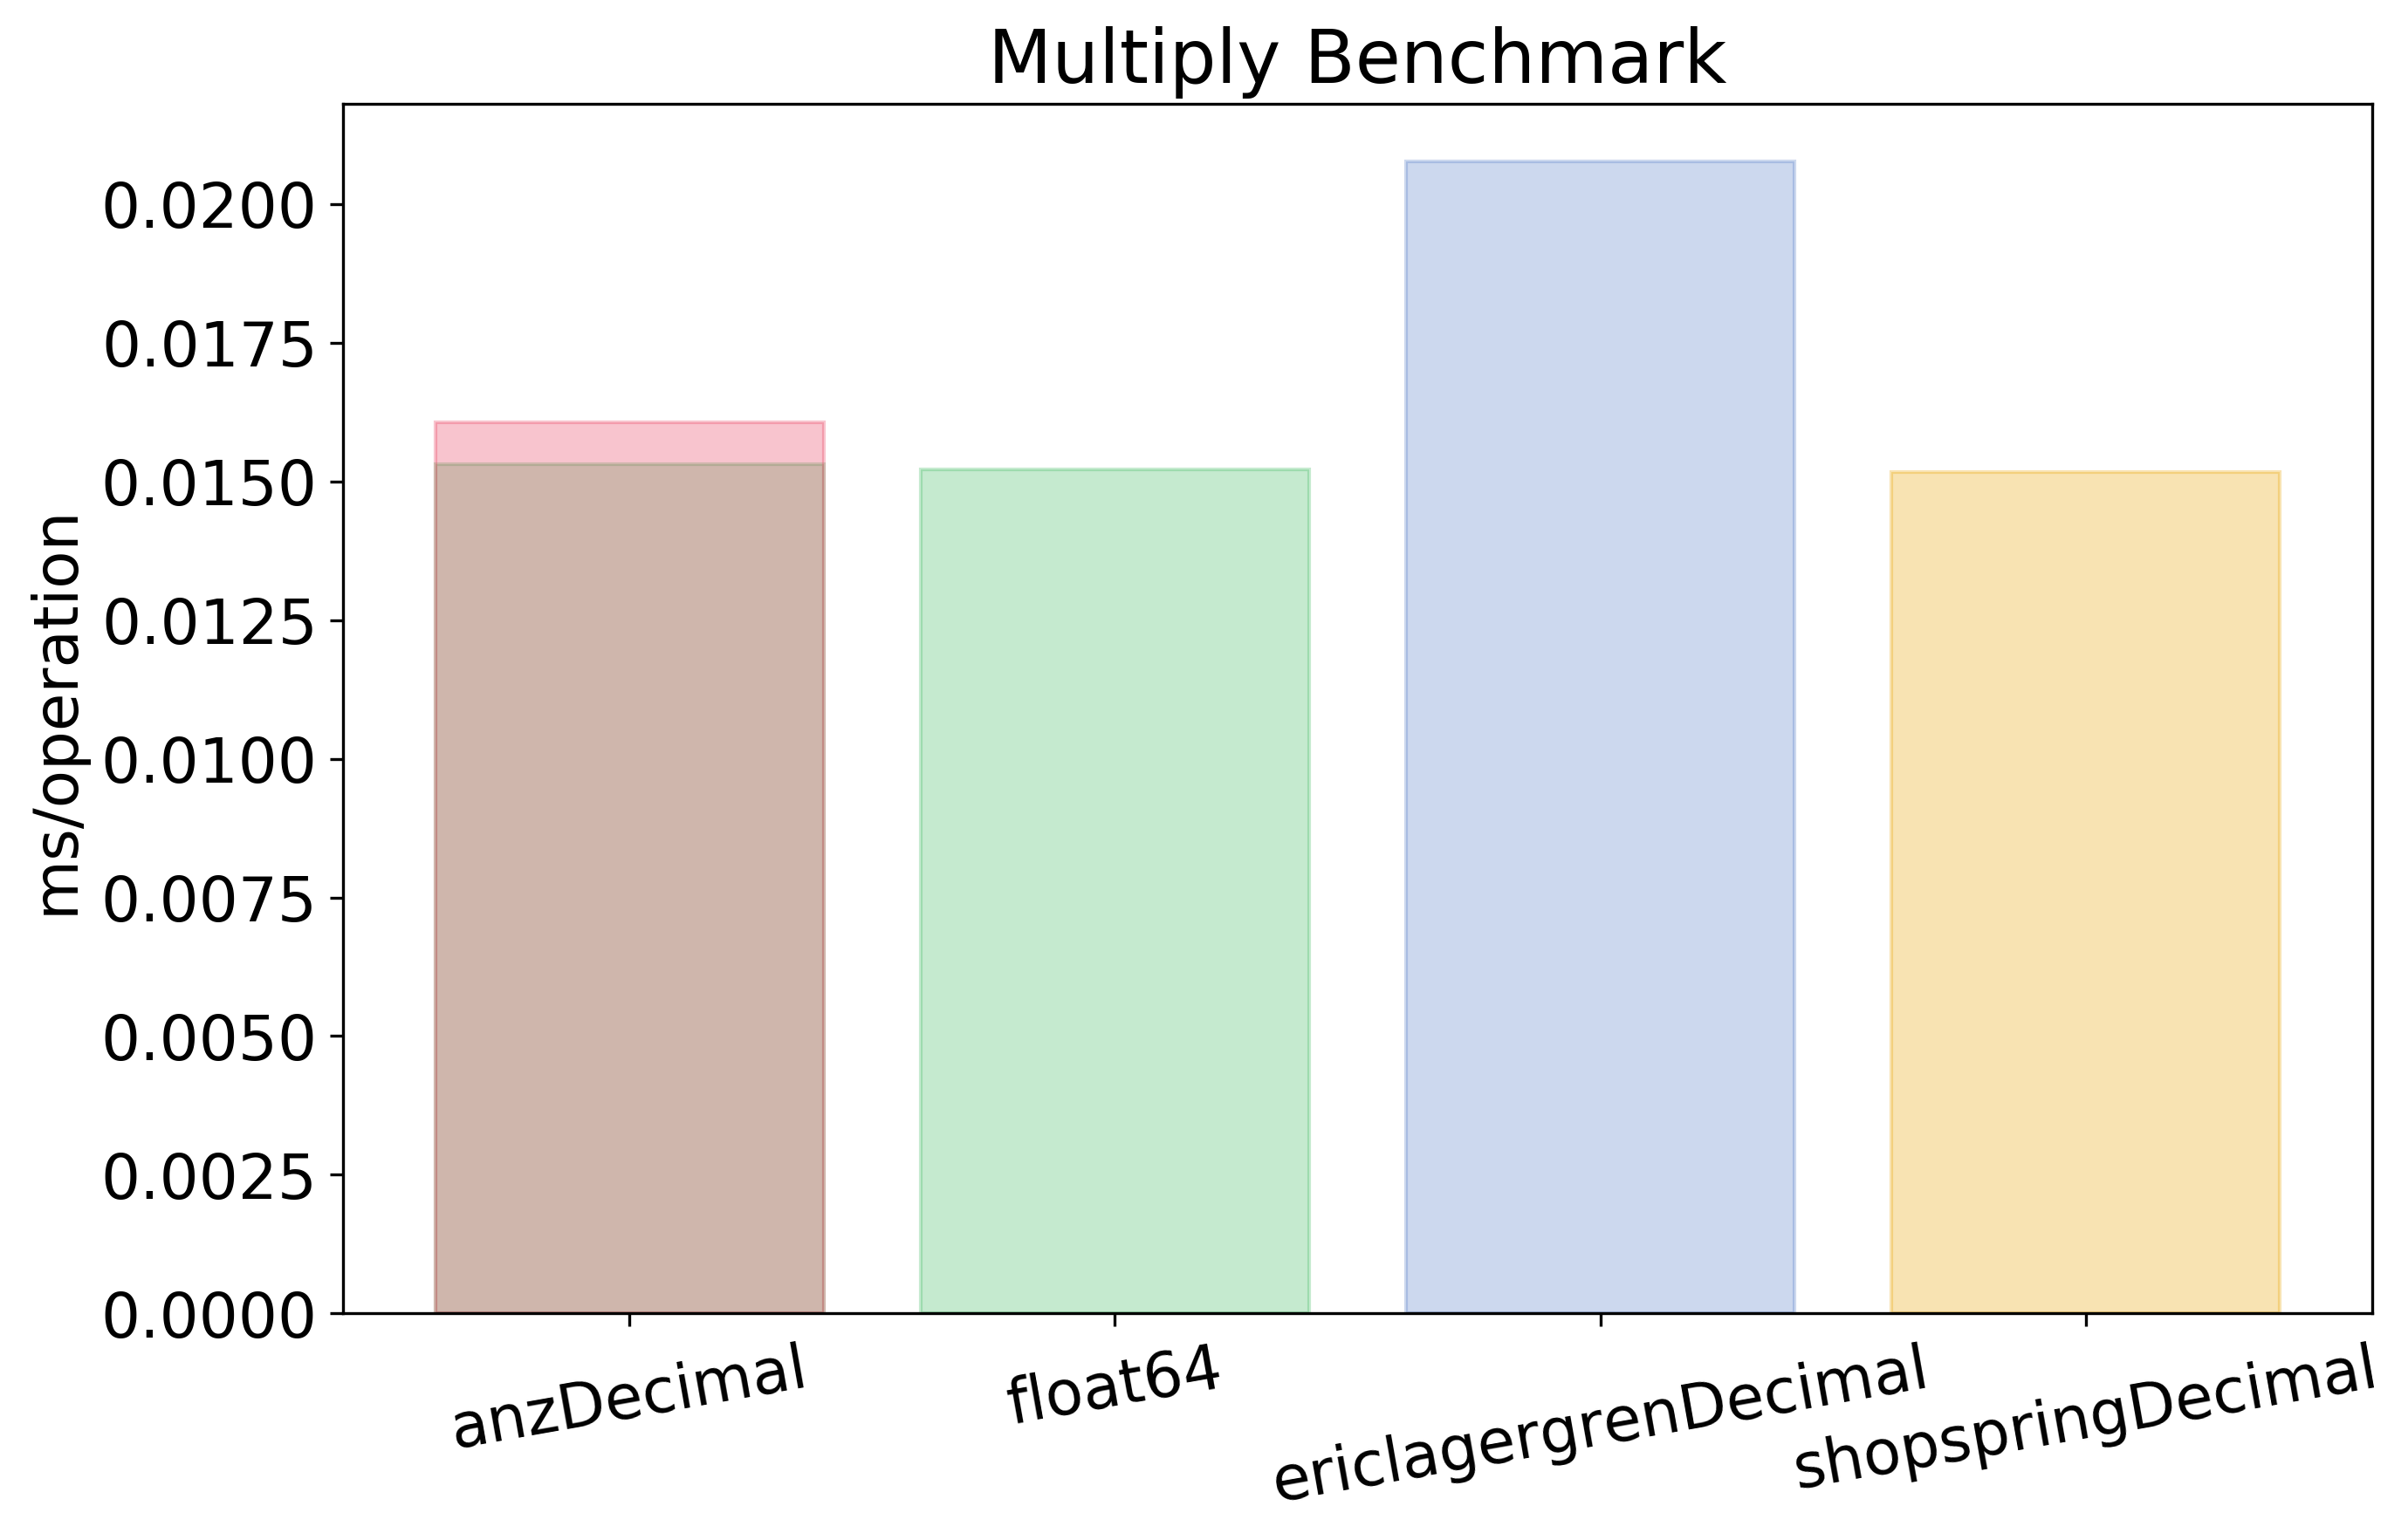 Multiply Benchmark
ms/operation
0.0200
0.0175
0.0150
0.0125
0.0100
0.0075
0.0050
0.0025
0.0000
anzDecimal
float64
ericlagergrenDecimal
shopspringDecimal